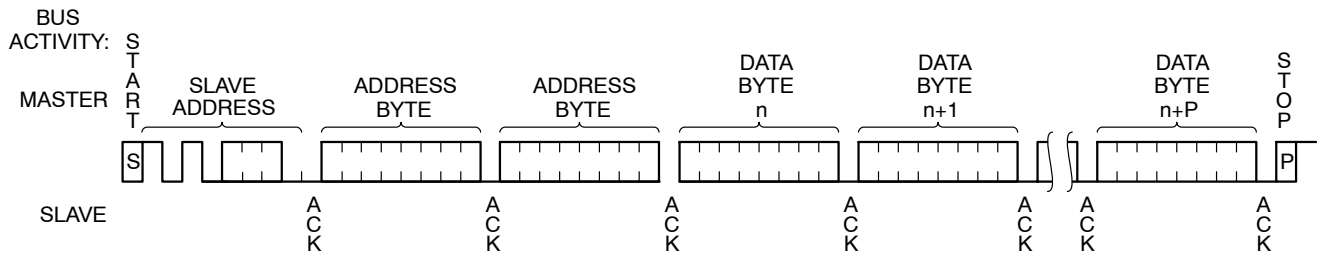 BUS
ACTIVITY:
MASTER
START
SLAVE
ADDRESS
ADDRESS
BYTE
ADDRESS
BYTE
DATA
BYTE
n
DATA
BYTE
n+1
DATA
BYTE
n+P
STOP
S
P
SLAVE
ACK
ACK
ACK
ACK
ACK
ACK
ACK